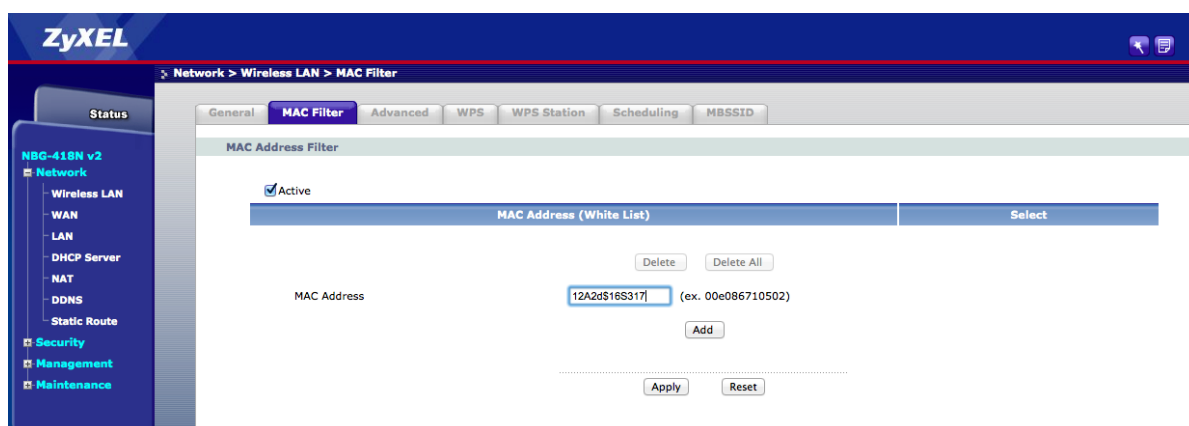 ZyXEL
Network > Wireless LAN > MAC Filter
Status
General MAC Filter Advanced WPS WPS Station Scheduling MBSSID
MAC Address Filter
NBG-418N v2
Network
Wireless LAN
WAN
LAN
DHCP Server
NAT
DDNS
Static Route
Security
Management
Maintenance
Active
MAC Address (White List) Select
Delete Delete All
MAC Address 12A2d$16S317 (ex. 00e086710502)
Add
Apply Reset